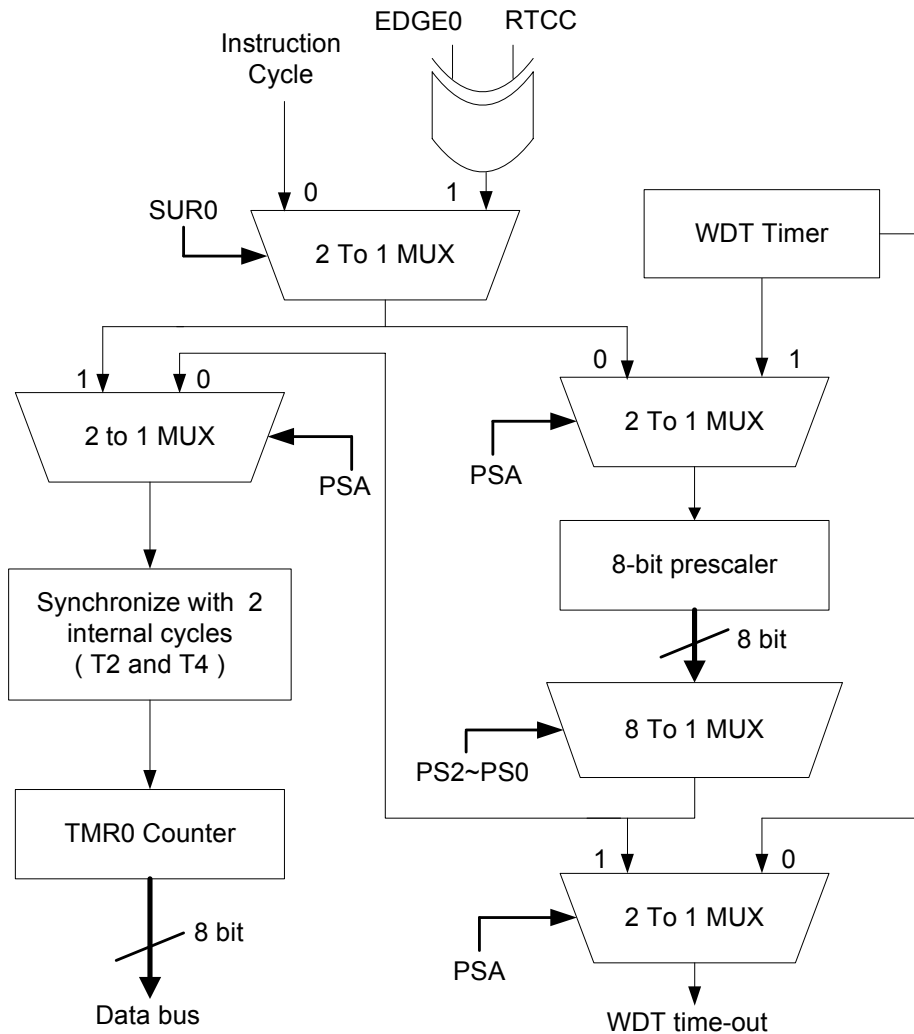 EDGE0 RTCC
Instruction
Cycle
0 1
SUR0
2 To 1 MUX
WDT Timer
1 0
0 1
2 to 1 MUX
PSA
2 To 1 MUX
PSA
Synchronize with 2
internal cycles
( T2 and T4 )
8-bit prescaler
8 bit
8 To 1 MUX
PS2~PS0
TMR0 Counter
1 0
2 To 1 MUX
8 bit
PSA
Data bus
WDT time-out